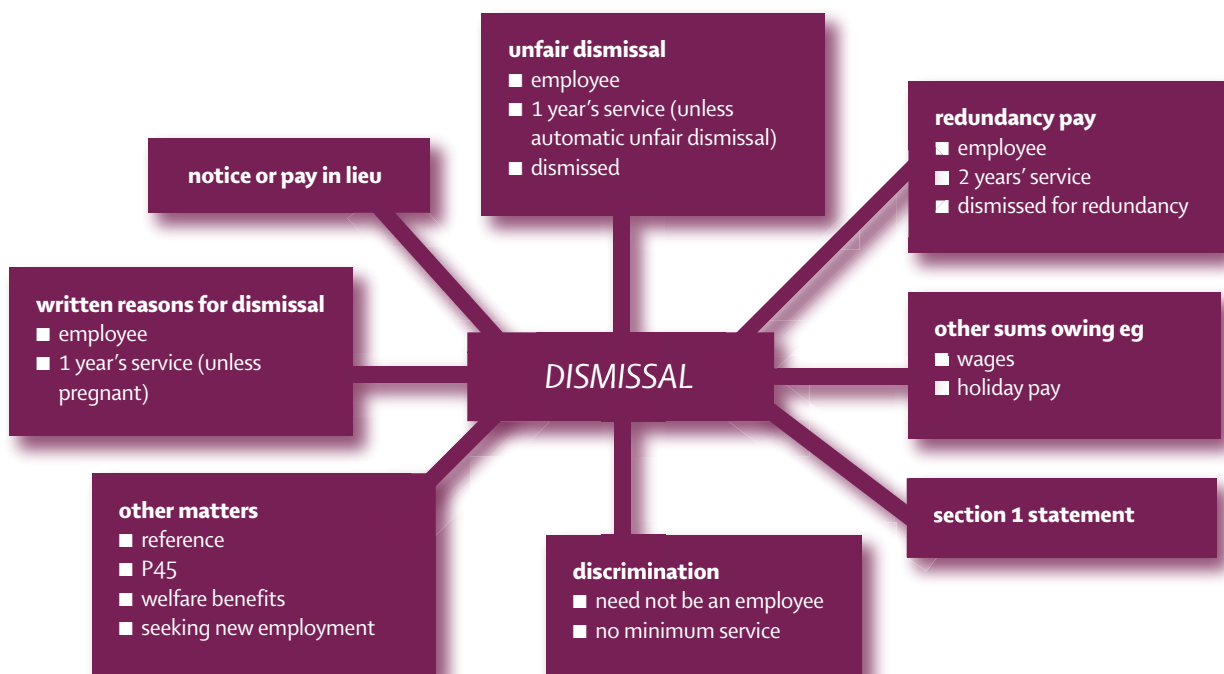 unfair dismissal
■ employee
■ 1 year's service (unless
automatic unfair dismissal)
■ dismissed
redundancy pay
■ employee
■ 2 years' service
■ dismissed for redundancy
notice or pay in lieu
written reasons for dismissal
■ employee
■ 1 year's service (unless
pregnant)
DISMISSAL
other sums owing eg
■ wages
■ holiday pay
other matters
■ reference
■ P45
■ welfare benefits
■ seeking new employment
discrimination
■ need not be an employee
■ no minimum service
section 1 statement